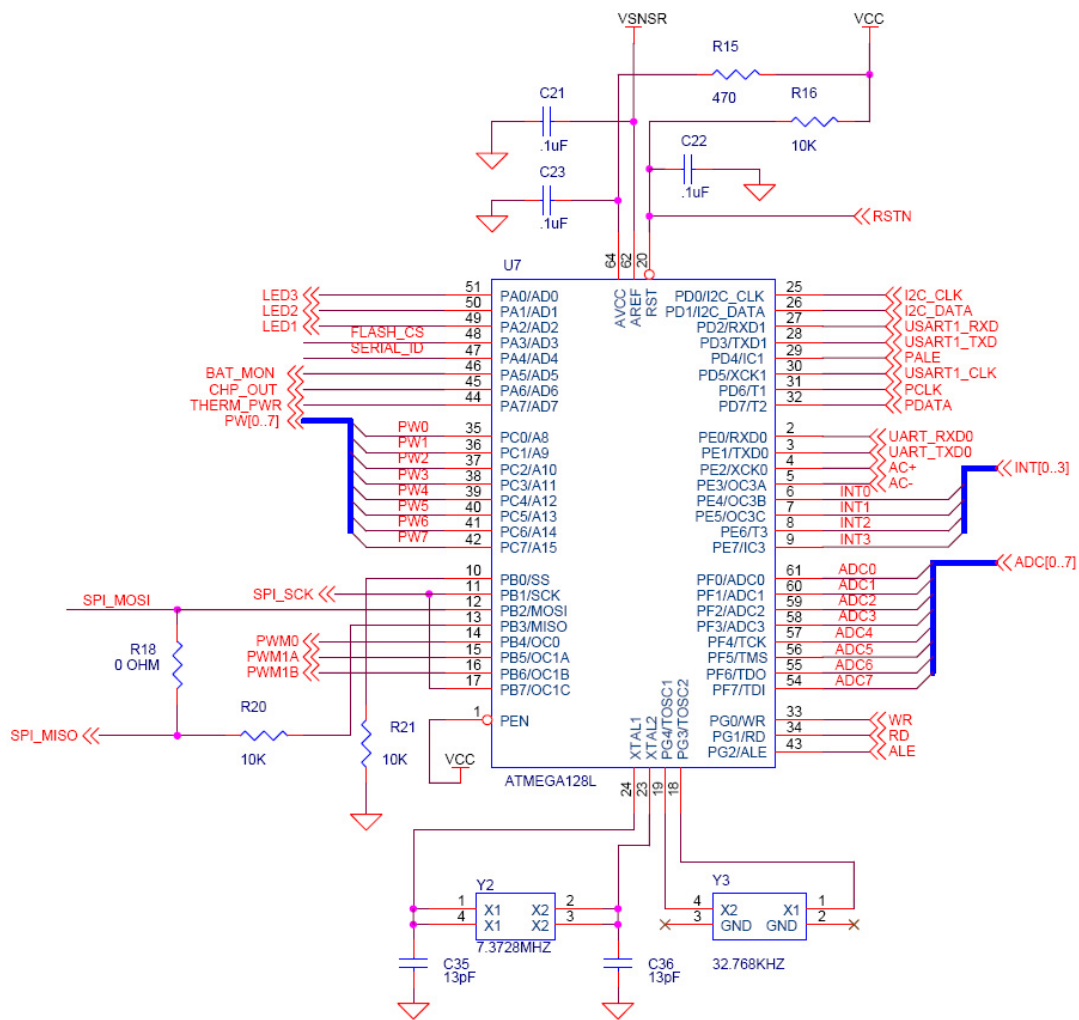 VSNSR
VCC
R15
470
R16
10K
C21
.1uF
C22
.1uF
C23
.1uF
RSTN
64
62
20
U7
AVCC
AREF
RST
LED3 51 PA0/AD0
LED2 50 PA1/AD1
LED1 49 PA2/AD2
FLASH_CS 48 PA3/AD3
SERIAL_ID 47 PA4/AD4
BAT_MON 46 PA5/AD5
CHP_OUT 45 PA6/AD6
THERM_PWR 44 PA7/AD7
PW[0..7]
PW0 35 PC0/A8
PW1 36 PC1/A9
PW2 37 PC2/A10
PW3 38 PC3/A11
PW4 39 PC4/A12
PW5 40 PC5/A13
PW6 41 PC6/A14
PW7 42 PC7/A15
10 PB0/SS
SPI_SCK 11 PB1/SCK
SPI_MOSI 12 PB2/MOSI
13 PB3/MISO
PWM0 14 PB4/OC0
PWM1A 15 PB5/OC1A
PWM1B 16 PB6/OC1B
17 PB7/OC1C
1 PEN
R18
0 OHM
SPI_MISO
R20
10K
R21
10K
VCC
PD0/I2C_CLK 25 I2C_CLK
PD1/I2C_DATA 26 I2C_DATA
PD2/RXD1 27 USART1_RXD
PD3/TXD1 28 USART1_TXD
PD4/IC1 29 PALE
PD5/XCK1 30 USART1_CLK
PD6/T1 31 PCLK
PD7/T2 32 PDATA
PE0/RXD0 2 UART_RXD0
PE1/TXD0 3 UART_TXD0
PE2/XCK0 4 AC+
PE3/OC3A 5 AC-
PE4/OC3B 6 INT0
PE5/OC3C 7 INT1
PE6/T3 8 INT2
PE7/IC3 9 INT3
INT[0..3]
PF0/ADC0 61 ADC0
PF1/ADC1 60 ADC1
PF2/ADC2 59 ADC2
PF3/ADC3 58 ADC3
PF4/TCK 57 ADC4
PF5/TMS 56 ADC5
PF6/TDO 55 ADC6
PF7/TDI 54 ADC7
ADC[0..7]
PG0/WR 33 WR
PG1/RD 34 RD
PG2/ALE 43 ALE
XTAL1
XTAL2
PG4/TOSC1
PG3/TOSC2
ATMEGA128L
24
23
19
18
Y2
1 X1 X2 2
4 X1 X2 3
7.3728MHZ
C35
13pF
C36
13pF
Y3
4 X2 X1 1
3 GND GND 2
32.768KHZ